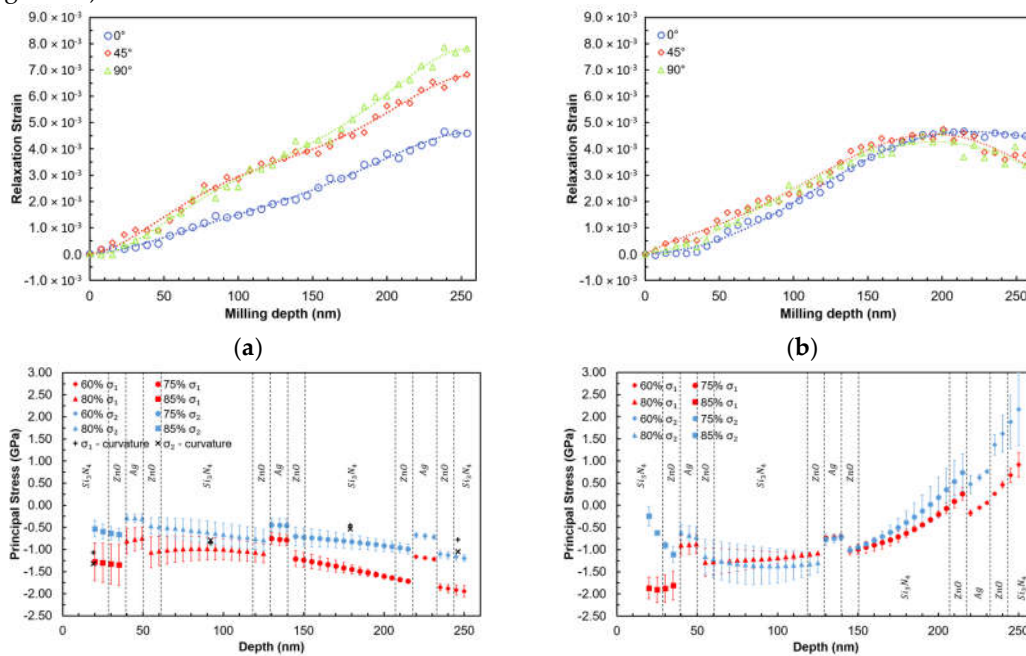 9.0 × 10⁻³
8.0 × 10⁻³
7.0 × 10⁻³
6.0 × 10⁻³
5.0 × 10⁻³
4.0 × 10⁻³
3.0 × 10⁻³
2.0 × 10⁻³
1.0 × 10⁻³
0.0
-1.0 × 10⁻³
Relaxation Strain
0°
45°
90°
0 50 100 150 200 250
Milling depth (nm)
(a)
9.0 × 10⁻³
8.0 × 10⁻³
7.0 × 10⁻³
6.0 × 10⁻³
5.0 × 10⁻³
4.0 × 10⁻³
3.0 × 10⁻³
2.0 × 10⁻³
1.0 × 10⁻³
0.0
-1.0 × 10⁻³
Relaxation Strain
0°
45°
90°
0 50 100 150 200 250
Milling depth (nm)
(b)
3.00
2.50
2.00
1.50
1.00
0.50
0.00
-0.50
-1.00
-1.50
-2.00
-2.50
Principal Stress (GPa)
60% σ₁ 75% σ₁
80% σ₁ 85% σ₁
60% σ₂ 75% σ₂
80% σ₂ 85% σ₂
σ₁ - curvature σ₂ - curvature
Si₃N₄ ZnO Ag ZnO Si₃N₄ ZnO Ag ZnO Si₃N₄ ZnO Ag ZnO Si₃N₄
0 50 100 150 200 250
Depth (nm)
3.00
2.50
2.00
1.50
1.00
0.50
0.00
-0.50
-1.00
-1.50
-2.00
-2.50
Principal Stress (GPa)
60% σ₁ 75% σ₁
80% σ₁ 85% σ₁
60% σ₂ 75% σ₂
80% σ₂ 85% σ₂
Si₃N₄ ZnO Ag ZnO Si₃N₄ ZnO Ag ZnO Si₃N₄ ZnO Ag ZnO Si₃N₄
0 50 100 150 200 250
Depth (nm)